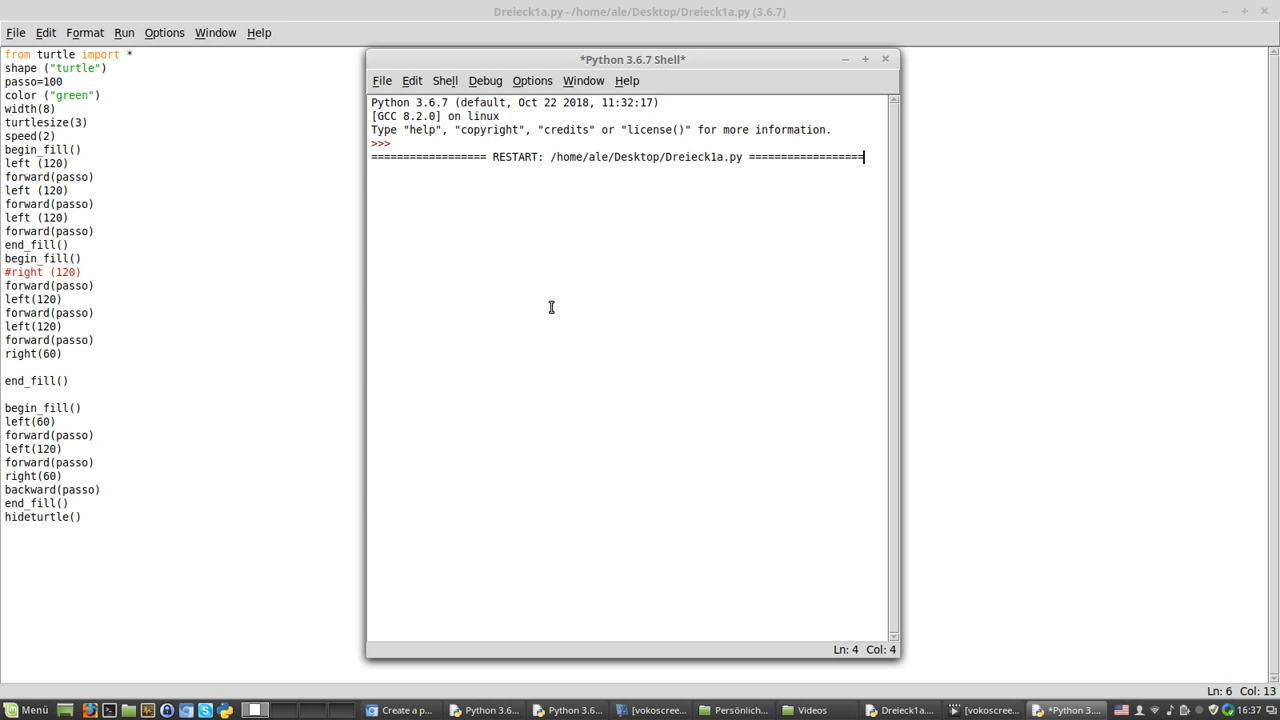 Dreieck1a.py - /home/ale/Desktop/Dreieck1a.py (3.6.7)
File Edit Format Run Options Window Help
from turtle import *
shape ("turtle")
passo=100
color ("green")
width(8)
turtlesize(3)
speed(2)
begin_fill()
left (120)
forward(passo)
left (120)
forward(passo)
left (120)
forward(passo)
end_fill()
begin_fill()
#right (120)
forward(passo)
left(120)
forward(passo)
left(120)
forward(passo)
right(60)
end_fill()
begin_fill()
left(60)
forward(passo)
left(120)
forward(passo)
right(60)
backward(passo)
end_fill()
hideturtle()
*Python 3.6.7 Shell*
File Edit Shell Debug Options Window Help
Python 3.6.7 (default, Oct 22 2018, 11:32:17)
[GCC 8.2.0] on linux
Type "help", "copyright", "credits" or "license()" for more information.
>>>
================== RESTART: /home/ale/Desktop/Dreieck1a.py ==================
Ln: 4 Col: 4
Ln: 6 Col: 13
Menü Create a p... Python 3.6... Python 3.6... [vokoscree... Persönlich... Videos Dreieck1a.... [vokoscree... *Python 3.... 16:37